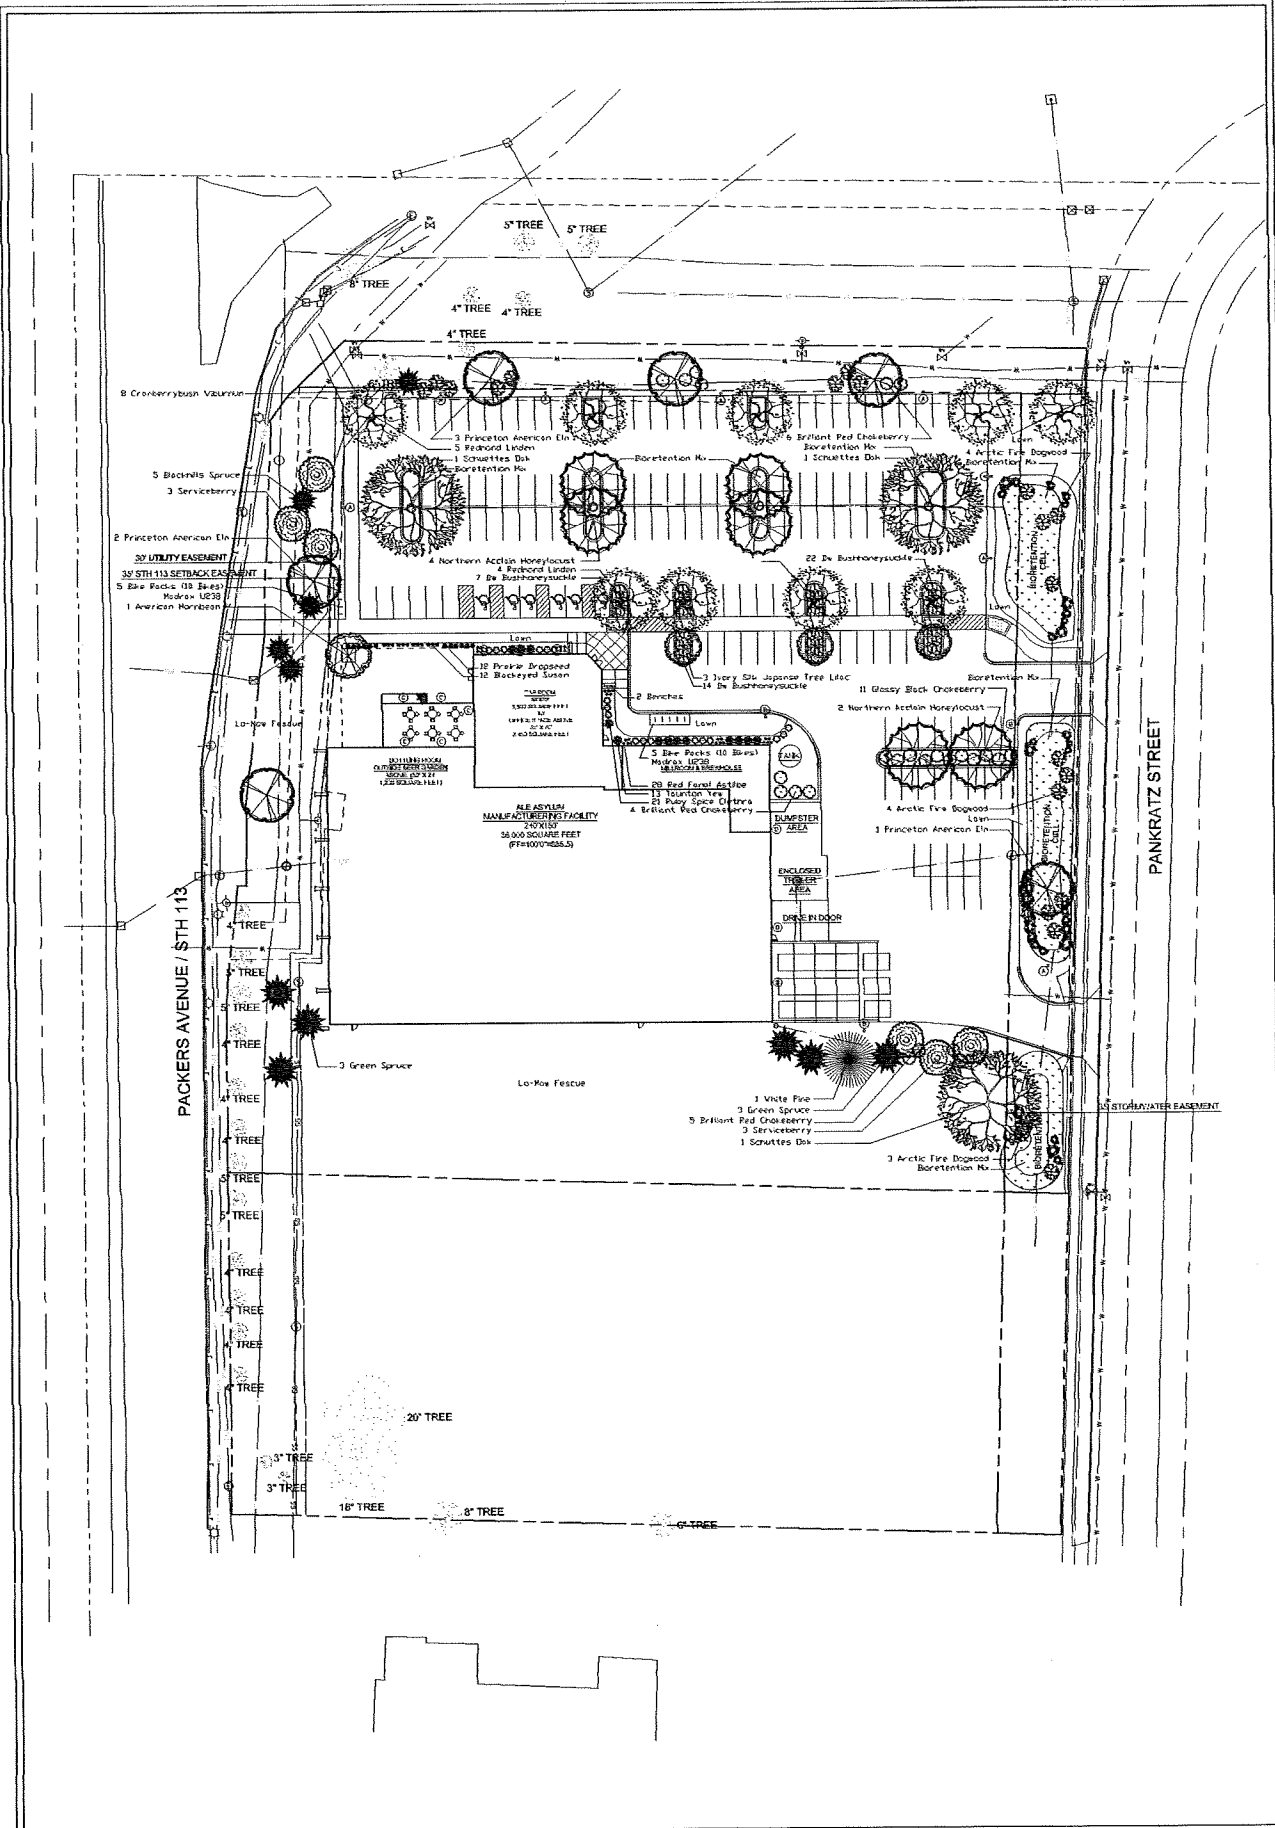 5" TREE
5" TREE
8" TREE
4" TREE
4" TREE
4" TREE
8 Cranberrybush Viburnum
3 Princeton American Elm
5 Redmond Linden
1 Schuettes Oak
Bioretention Mix
Bioretention Mix
6 Brilliant Red Chokeberry
Bioretention Mix
1 Schuettes Oak
Lawn
4 Arctic Fire Dogwood
Bioretention Mix
5 Blackhills Spruce
3 Serviceberry
2 Princeton American Elm
30' UTILITY EASEMENT
35' STH 113 SETBACK EASEMENT
5 Bike Racks (10 Bikes)
Madrax U238
1 American Hornbeam
4 Northern Acclaim Honeylocust
4 Redmond Linden
7 Dw Bushhoneysuckle
22 Dw Bushhoneysuckle
BIORETENTION
CELL
Lawn
Lawn
12 Prairie Dropseed
12 Blackeyed Susan
3 Ivory Silk Japanese Tree Lilac
14 Dw Bushhoneysuckle
2 Benches
Lawn
Bioretention Mix
11 Glossy Black Chokeberry
2 Northern Acclaim Honeylocust
Lo-Mow Fescue
TANK
5 Bike Racks (10 Bikes)
Madrax U238
28 Red Fanal Astilbe
13 Taunton Yew
21 Ruby Spice Clethra
4 Brilliant Red Chokeberry
ALE ASYLUM
MANUFACTURERING FACILITY
DUMPSTER
AREA
4 Arctic Fire Dogwood
Lawn
1 Princeton American Elm
BIORETENTION
CELL
PANKRATZ STREET
ENCLOSED
TRAILER
AREA
DRIVE IN DOOR
PACKERS AVENUE / STH 113
4" TREE
5" TREE
5" TREE
4" TREE
4" TREE
4" TREE
5" TREE
5" TREE
4" TREE
4" TREE
4" TREE
4" TREE
3 Green Spruce
Lo-Mow Fescue
1 White Pine
3 Green Spruce
5 Brilliant Red Chokeberry
3 Serviceberry
1 Schuttes Oak
STORMWATER EASEMENT
3 Arctic Fire Dogwood
Bioretention Mix
20" TREE
3" TREE
3" TREE
18" TREE
8" TREE
6" TREE